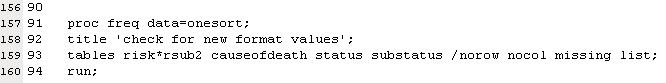 156 90
157 91 proc freq data=onesort;
158 92 title 'check for new format values';
159 93 tables risk*rsub2 causeofdeath status substatus /norow nocol missing list;
160 94 run;